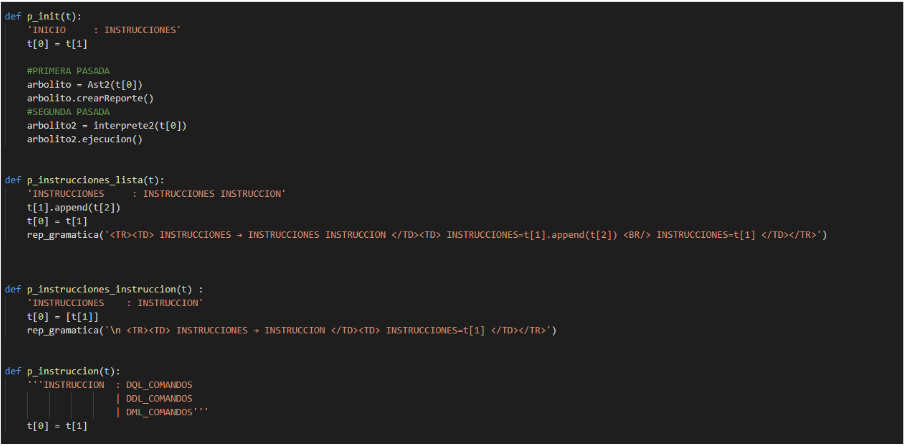 def p_init(t):
    'INICIO     : INSTRUCCIONES'
    t[0] = t[1]
    #PRIMERA PASADA
    arbolito = Ast2(t[0])
    arbolito.crearReporte()
    #SEGUNDA PASADA
    arbolito2 = interprete2(t[0])
    arbolito2.ejecucion()
def p_instrucciones_lista(t):
    'INSTRUCCIONES     : INSTRUCCIONES INSTRUCCION'
    t[1].append(t[2])
    t[0] = t[1]
    rep_gramatica('<TR><TD> INSTRUCCIONES → INSTRUCCIONES INSTRUCCION </TD><TD> INSTRUCCIONES=t[1].append(t[2]) <BR/> INSTRUCCIONES=t[1] </TD></TR>')
def p_instrucciones_instruccion(t) :
    'INSTRUCCIONES    : INSTRUCCION'
    t[0] = [t[1]]
    rep_gramatica('\n <TR><TD> INSTRUCCIONES → INSTRUCCION </TD><TD> INSTRUCCIONES=t[1] </TD></TR>')
def p_instruccion(t):
    '''INSTRUCCION  : DQL_COMANDOS
                    | DDL_COMANDOS
                    | DML_COMANDOS'''
    t[0] = t[1]